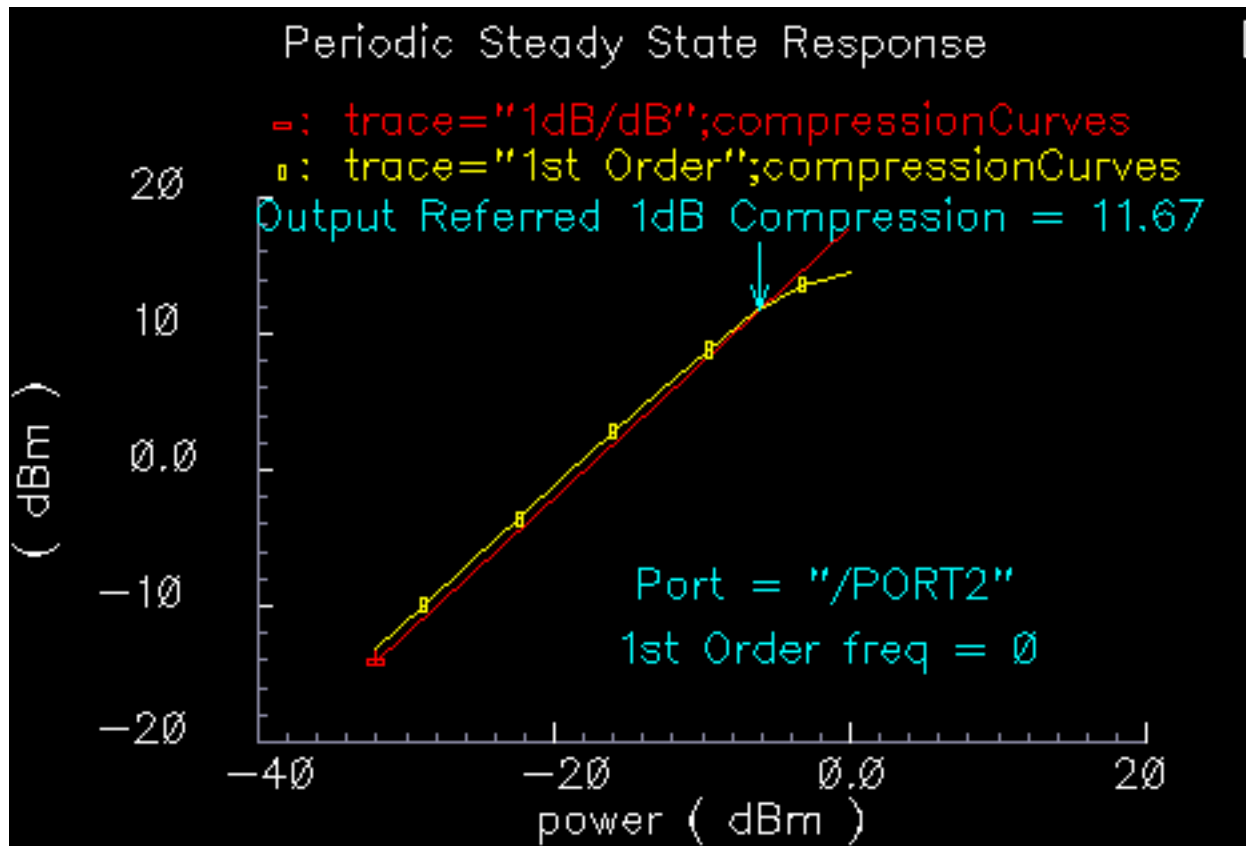 Periodic Steady State Response
: trace="1dB/dB";compressionCurves
: trace="1st Order";compressionCurves
20
Output Referred 1dB Compression = 11.67
10
( dBm )
0.0
-10
Port = "/PORT2"
1st Order freq = 0
-20
-40
-20
0.0
20
power ( dBm )